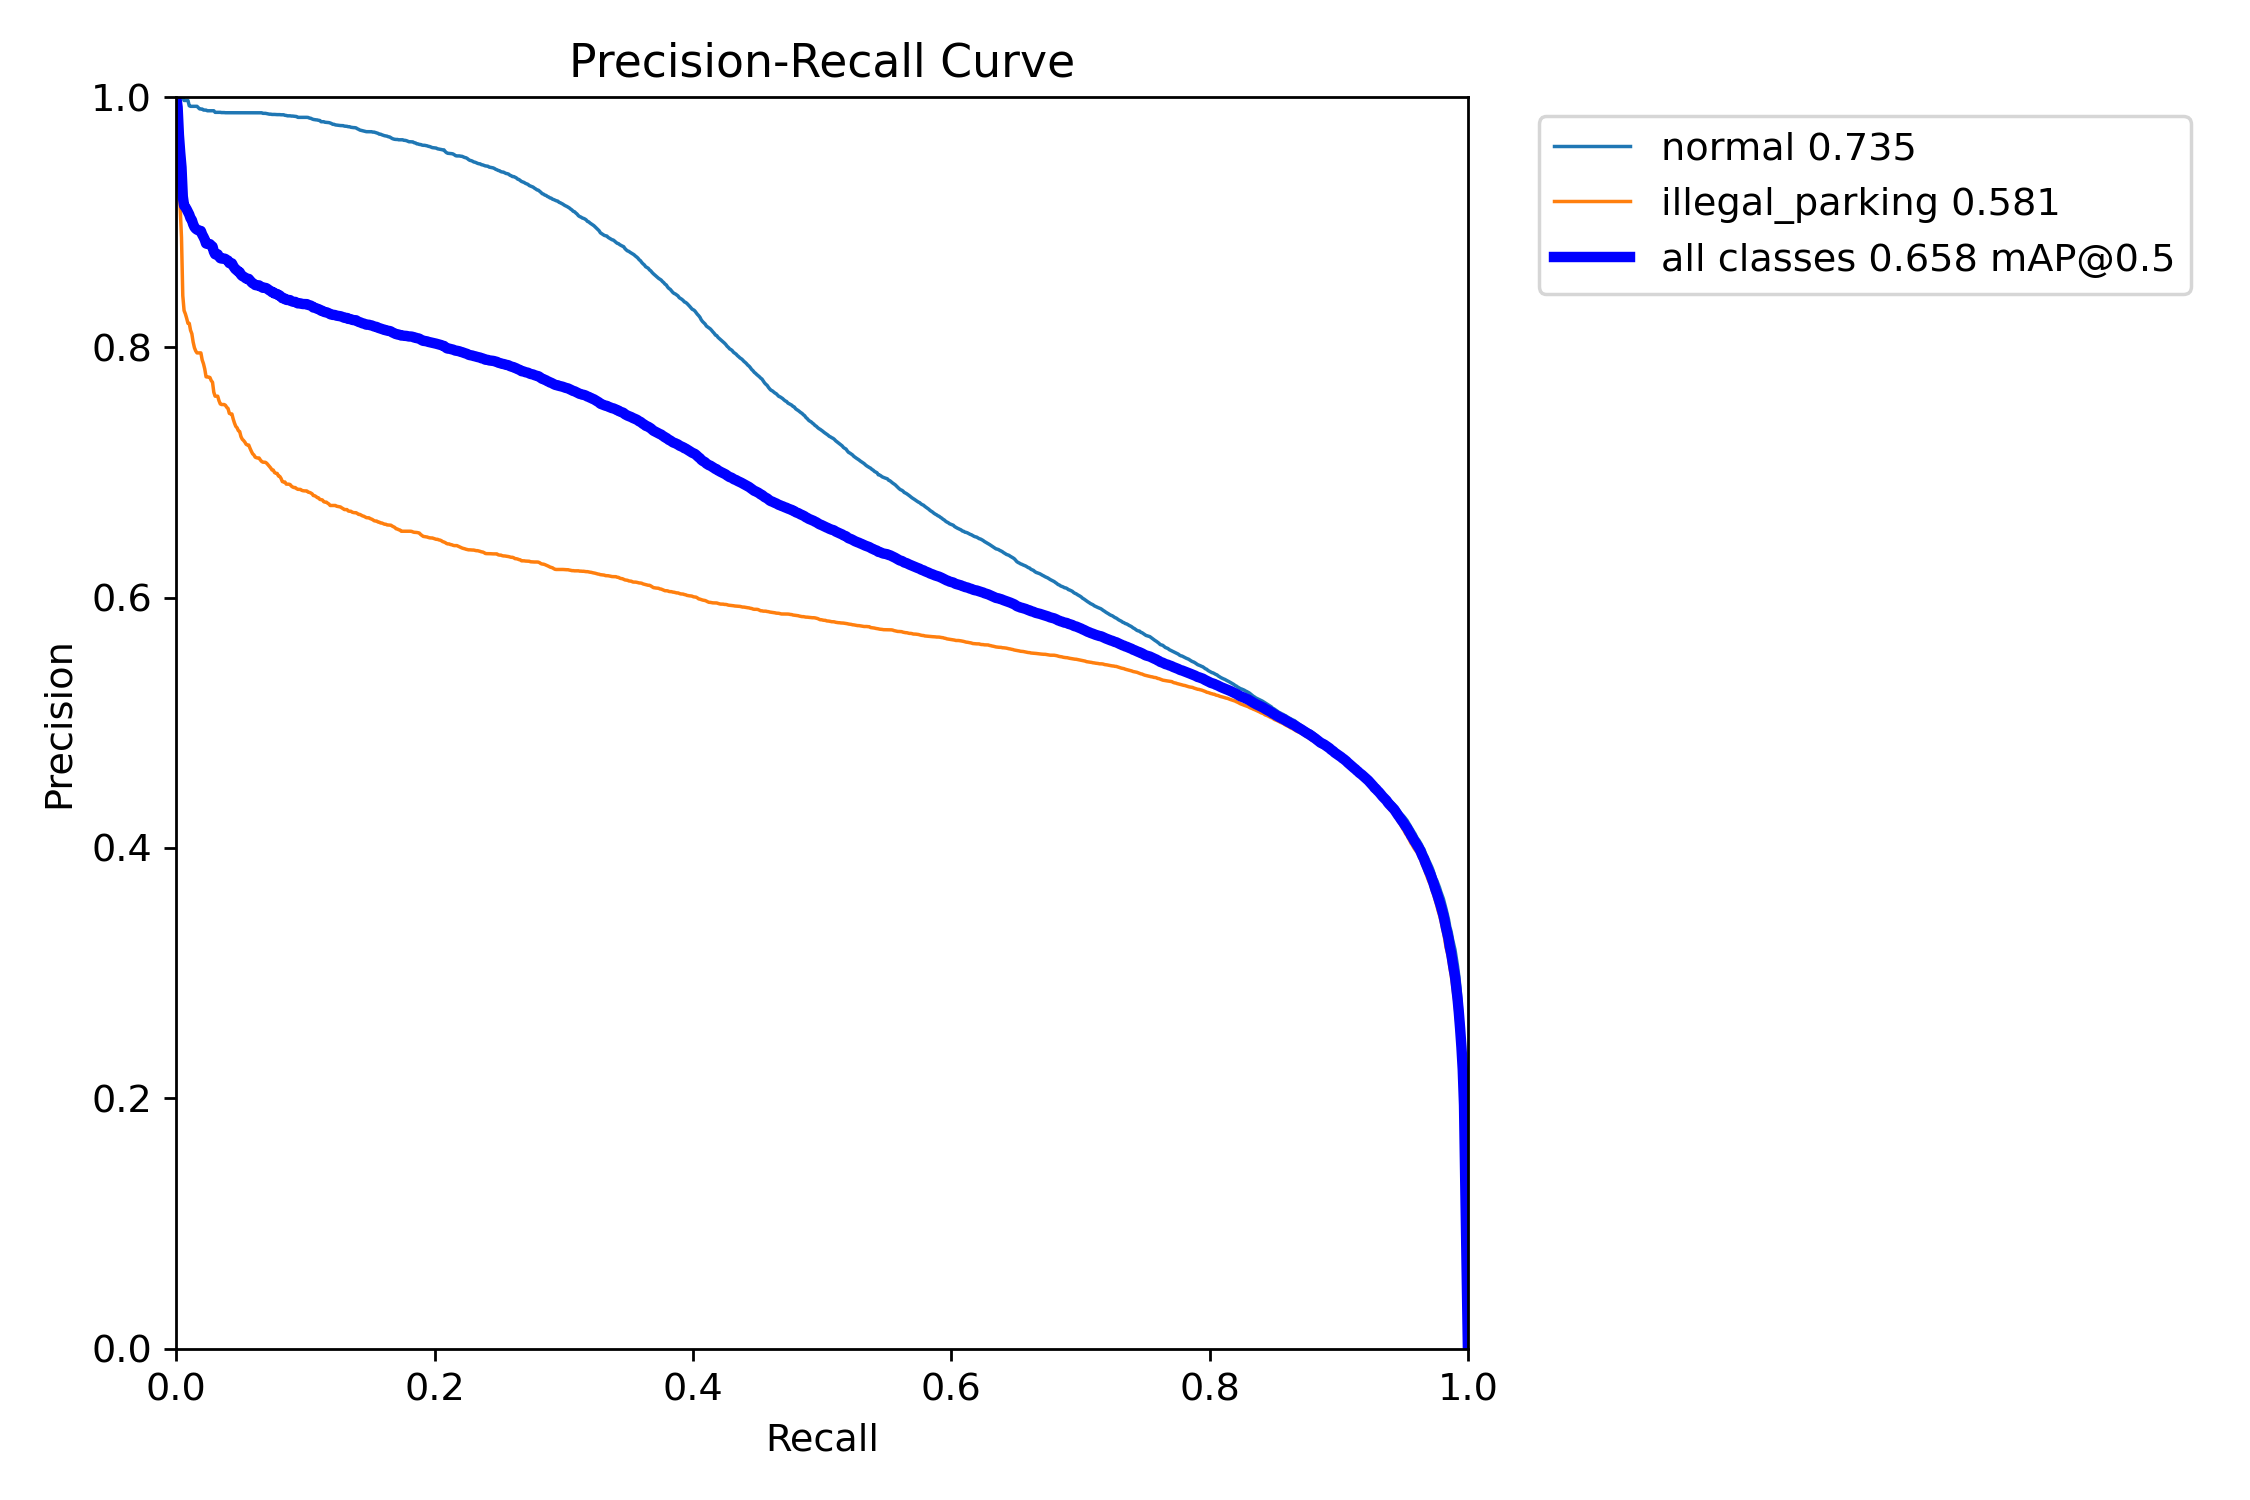 Precision-Recall Curve
1.0
0.8
0.6
0.4
0.2
0.0
Precision
0.0 0.2 0.4 0.6 0.8 1.0
Recall
normal 0.735
illegal_parking 0.581
all classes 0.658 mAP@0.5